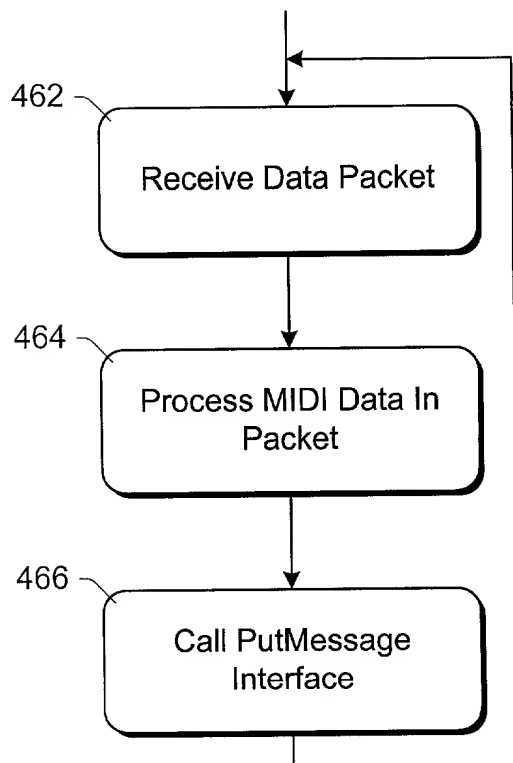 462
Receive Data Packet
464
Process MIDI Data In
Packet
466
Call PutMessage
Interface